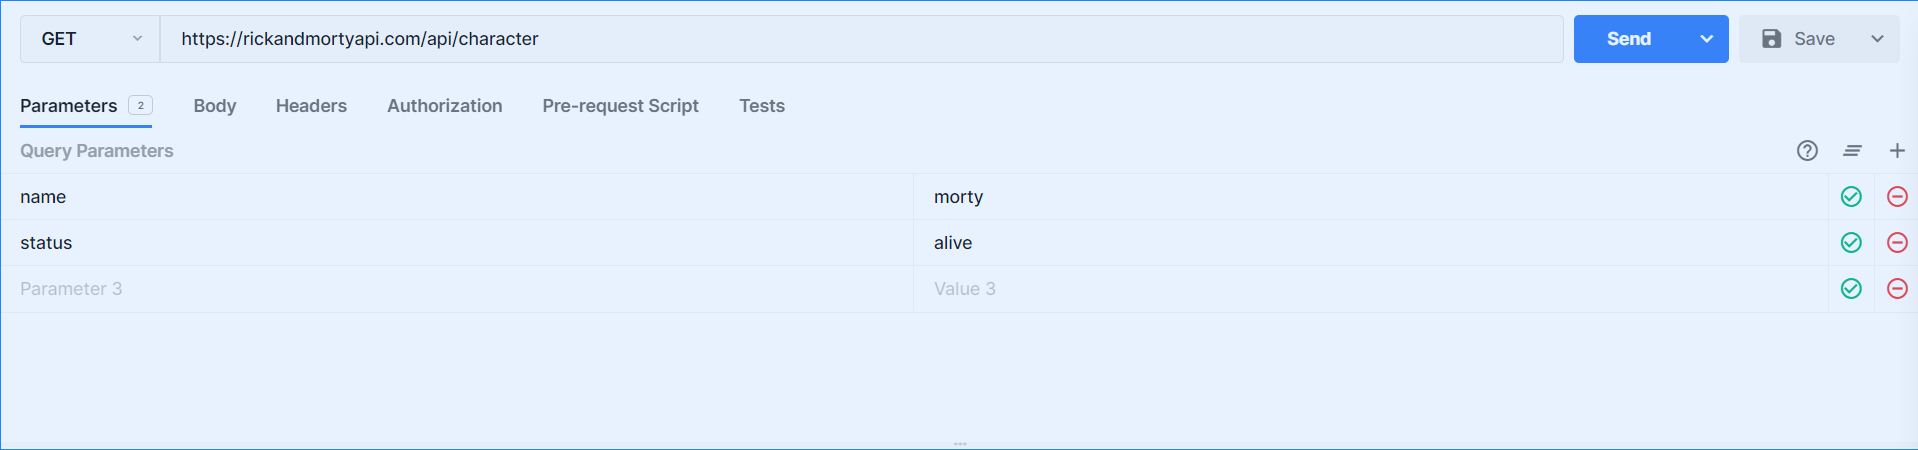 GET https://rickandmortyapi.com/api/character Send Save
Parameters 2 Body Headers Authorization Pre-request Script Tests
Query Parameters
name morty
status alive
Parameter 3 Value 3